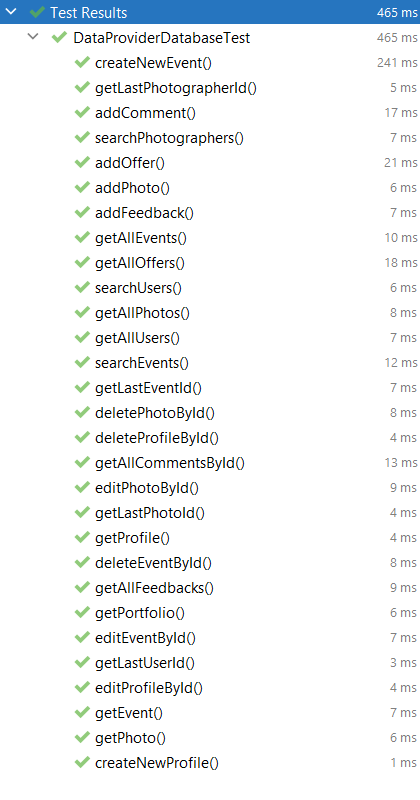 Test Results 465 ms
DataProviderDatabaseTest 465 ms
createNewEvent() 241 ms
getLastPhotographerId() 5 ms
addComment() 17 ms
searchPhotographers() 7 ms
addOffer() 21 ms
addPhoto() 6 ms
addFeedback() 7 ms
getAllEvents() 10 ms
getAllOffers() 18 ms
searchUsers() 6 ms
getAllPhotos() 8 ms
getAllUsers() 7 ms
searchEvents() 12 ms
getLastEventId() 7 ms
deletePhotoById() 8 ms
deleteProfileById() 4 ms
getAllCommentsById() 13 ms
editPhotoById() 9 ms
getLastPhotoId() 4 ms
getProfile() 4 ms
deleteEventById() 8 ms
getAllFeedbacks() 9 ms
getPortfolio() 6 ms
editEventById() 7 ms
getLastUserId() 3 ms
editProfileById() 4 ms
getEvent() 7 ms
getPhoto() 6 ms
createNewProfile() 1 ms